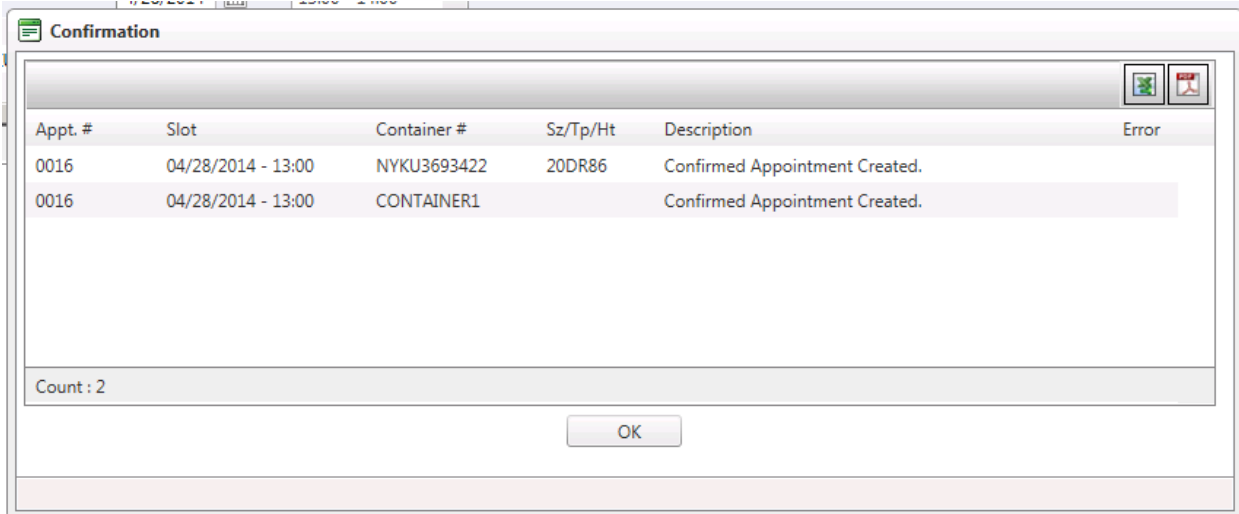 Confirmation
PDF
Appt. # Slot Container # Sz/Tp/Ht Description Error
0016 04/28/2014 - 13:00 NYKU3693422 20DR86 Confirmed Appointment Created.
0016 04/28/2014 - 13:00 CONTAINER1 Confirmed Appointment Created.
Count : 2
OK